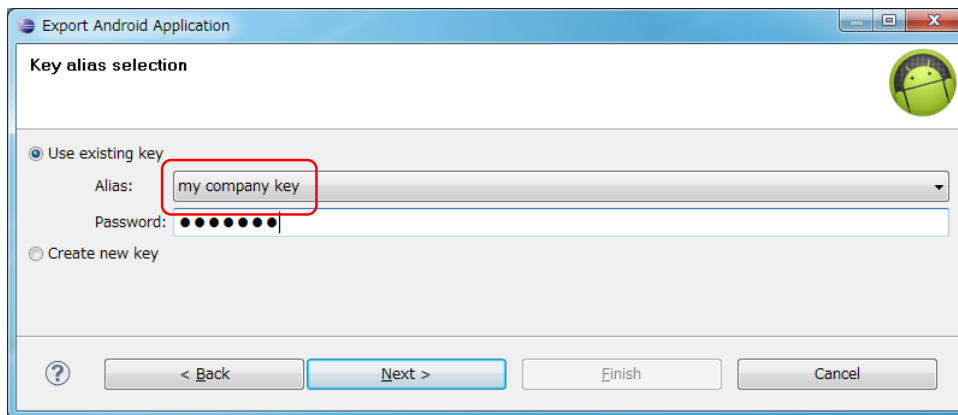 Export Android Application
Key alias selection
Use existing key
Alias: my company key
Password: ●●●●●●●
Create new key
? < Back Next > Finish Cancel